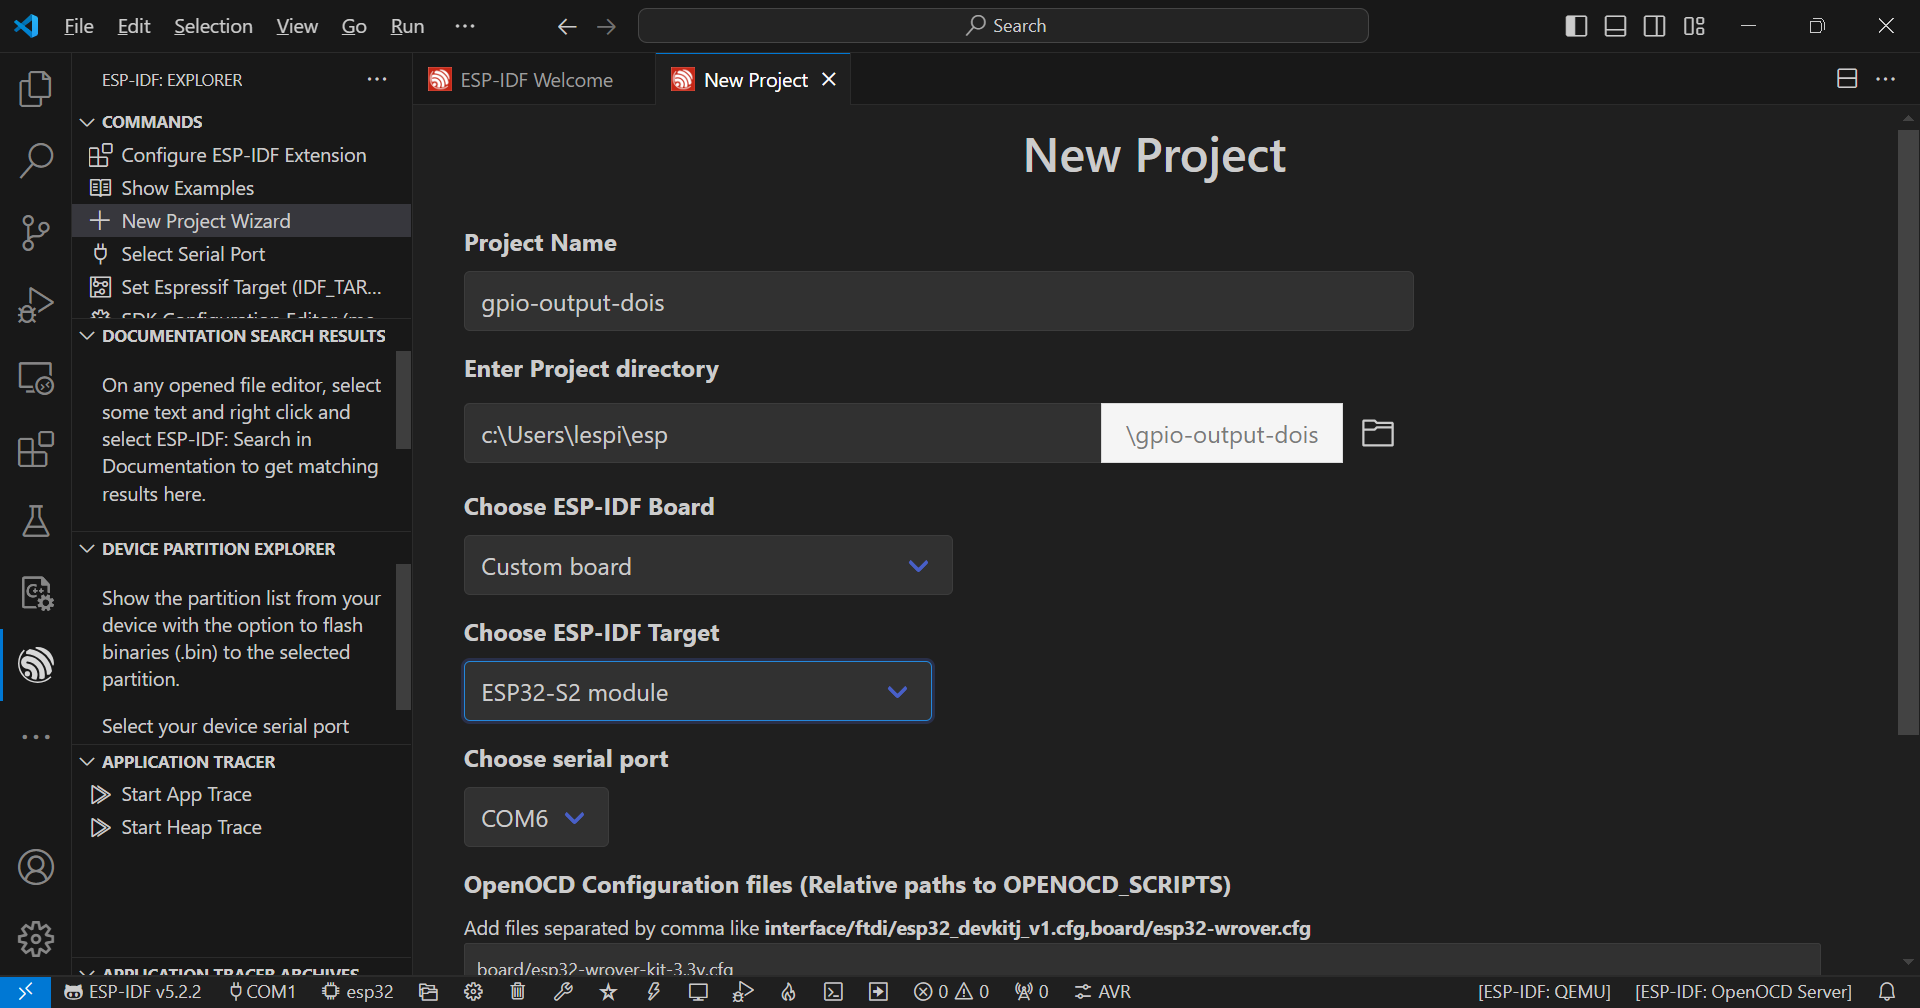 File Edit Selection View Go Run ...
Search
ESP-IDF: EXPLORER
COMMANDS
Configure ESP-IDF Extension
Show Examples
New Project Wizard
Select Serial Port
Set Espressif Target (IDF_TAR...
SDK Configuration Editor (me
DOCUMENTATION SEARCH RESULTS
On any opened file editor, select
some text and right click and
select ESP-IDF: Search in
Documentation to get matching
results here.
DEVICE PARTITION EXPLORER
Show the partition list from your
device with the option to flash
binaries (.bin) to the selected
partition.
Select your device serial port
APPLICATION TRACER
Start App Trace
Start Heap Trace
APPLICATION TRACER ARCHIVES
ESP-IDF Welcome
New Project
New Project
Project Name
gpio-output-dois
Enter Project directory
c:\Users\lespi\esp
\gpio-output-dois
Choose ESP-IDF Board
Custom board
Choose ESP-IDF Target
ESP32-S2 module
Choose serial port
COM6
OpenOCD Configuration files (Relative paths to OPENOCD_SCRIPTS)
Add files separated by comma like interface/ftdi/esp32_devkitj_v1.cfg,board/esp32-wrover.cfg
board/esp32-wrover-kit-3.3v.cfg
ESP-IDF v5.2.2 COM1 esp32 0 0 0 AVR [ESP-IDF: QEMU] [ESP-IDF: OpenOCD Server]